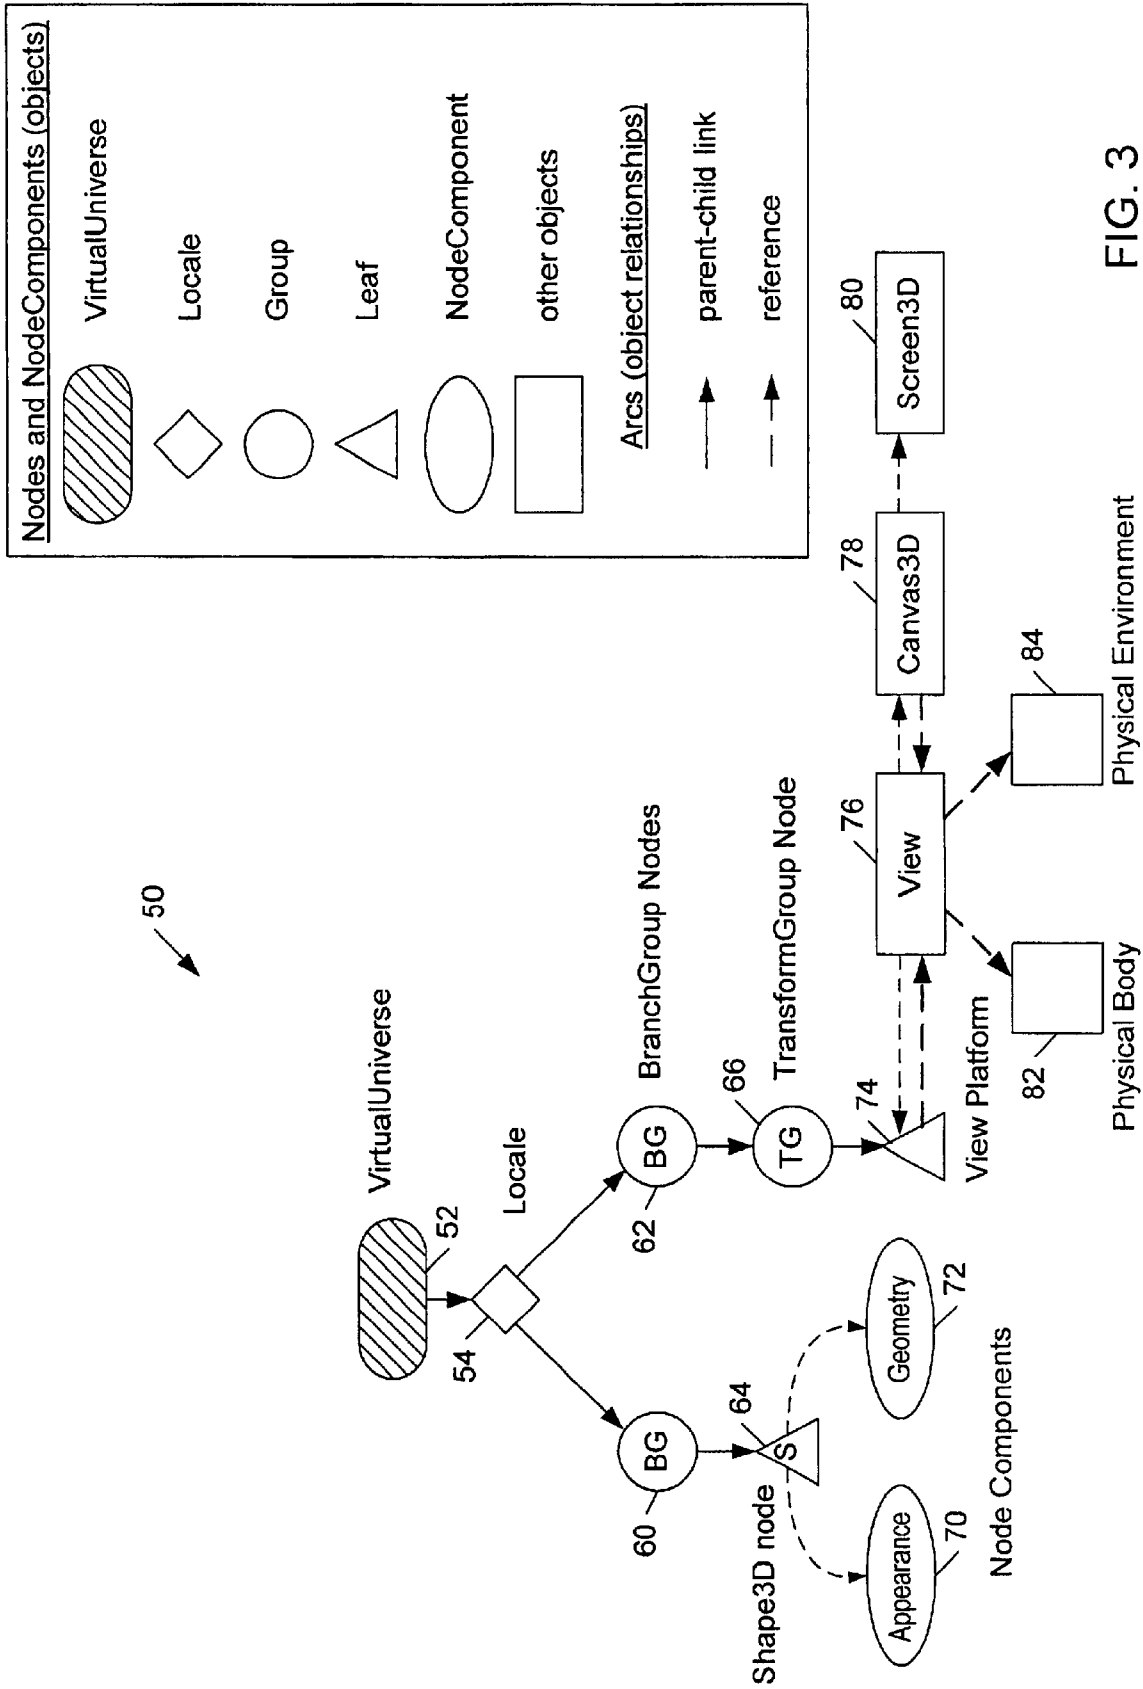 Nodes and NodeComponents (objects)
VirtualUniverse
Locale
Group
Leaf
NodeComponent
other objects
Arcs (object relationships)
parent-child link
reference
50
VirtualUniverse
52
Locale
54
BranchGroup Nodes
BG
60
BG
62
TransformGroup Node
TG
66
Shape3D node
S
64
74
View Platform
Appearance
70
Geometry
72
Node Components
View
76
Canvas3D
78
Screen3D
80
82
Physical Body
84
Physical Environment
FIG. 3